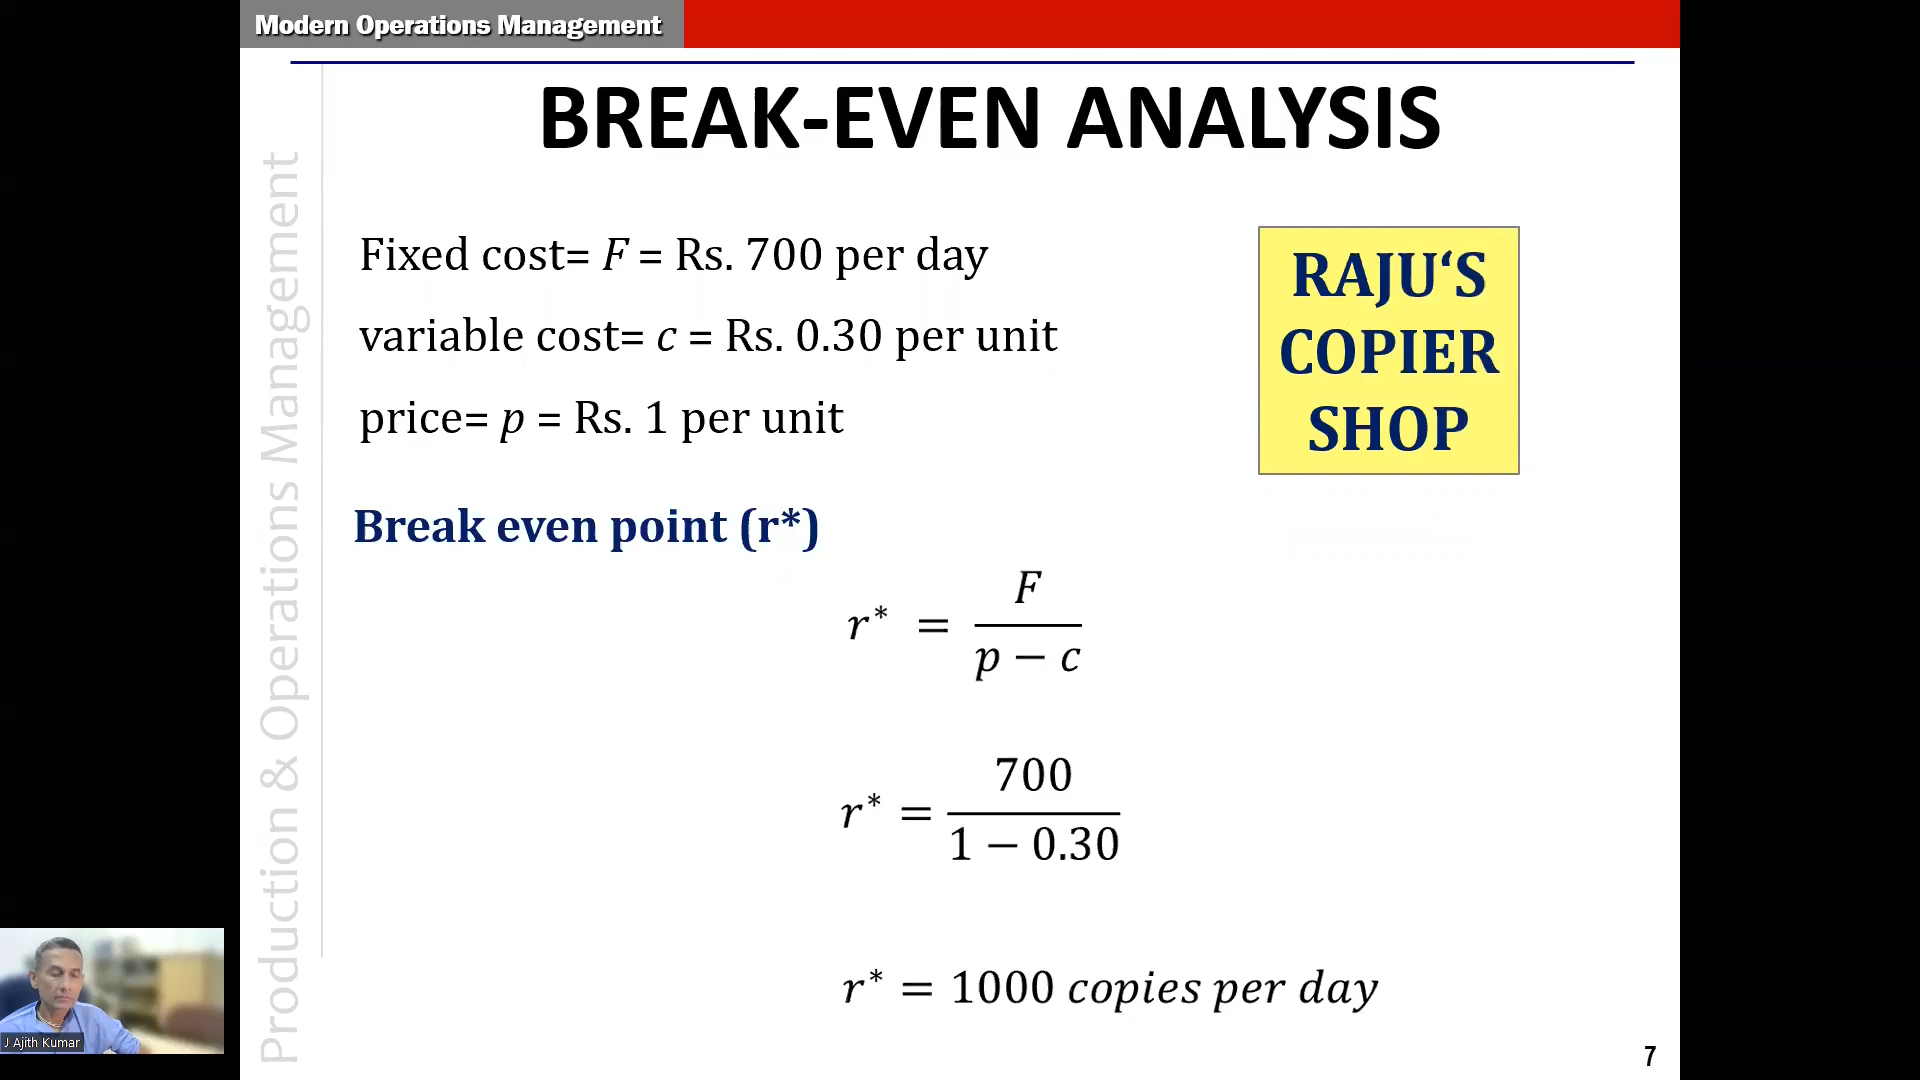 Modern Operations Management
BREAK-EVEN ANALYSIS
Production & Operations Management
Fixed cost= F = Rs. 700 per day
variable cost= c = Rs. 0.30 per unit
price= p = Rs. 1 per unit
RAJU‘S
COPIER
SHOP
Break even point (r*)
r* = F / (p − c)
r* = 700 / (1 − 0.30)
r* = 1000 copies per day
J Ajith Kumar
7